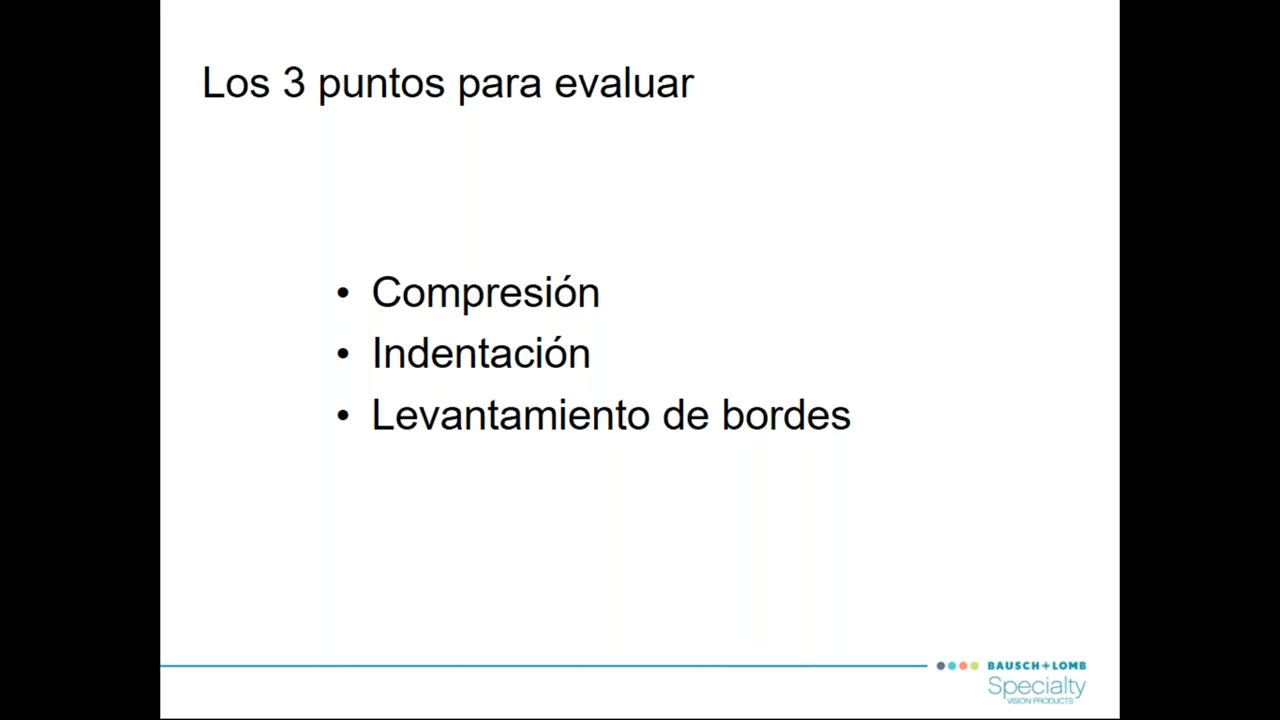 Los 3 puntos para evaluar
• Compresión
• Indentación
• Levantamiento de bordes
BAUSCH+LOMB
Specialty
VISION PRODUCTS